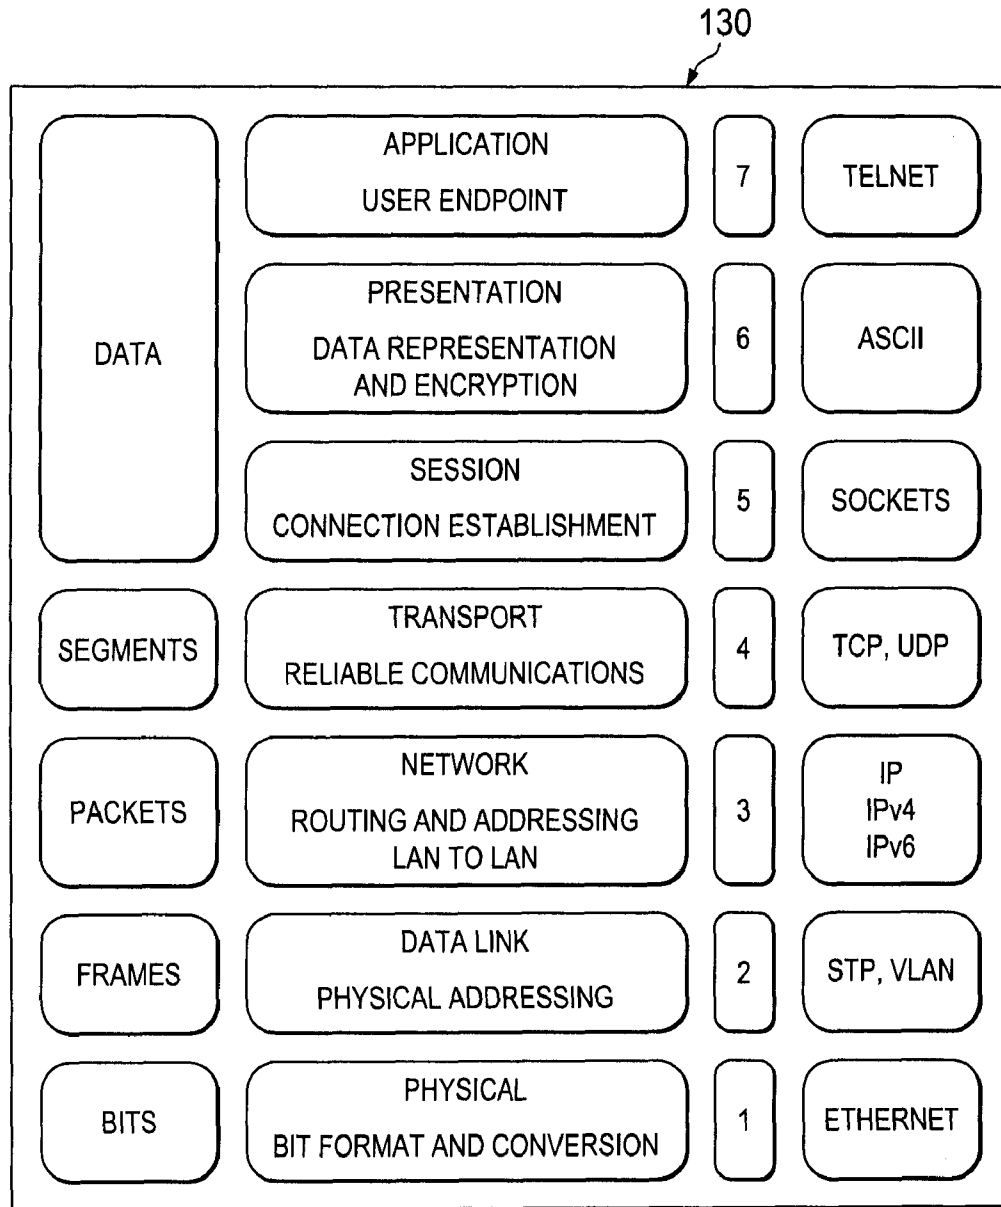 130
DATA
APPLICATION
USER ENDPOINT
7
TELNET
PRESENTATION
DATA REPRESENTATION
AND ENCRYPTION
6
ASCII
SESSION
CONNECTION ESTABLISHMENT
5
SOCKETS
SEGMENTS
TRANSPORT
RELIABLE COMMUNICATIONS
4
TCP, UDP
PACKETS
NETWORK
ROUTING AND ADDRESSING
LAN TO LAN
3
IP
IPv4
IPv6
FRAMES
DATA LINK
PHYSICAL ADDRESSING
2
STP, VLAN
BITS
PHYSICAL
BIT FORMAT AND CONVERSION
1
ETHERNET